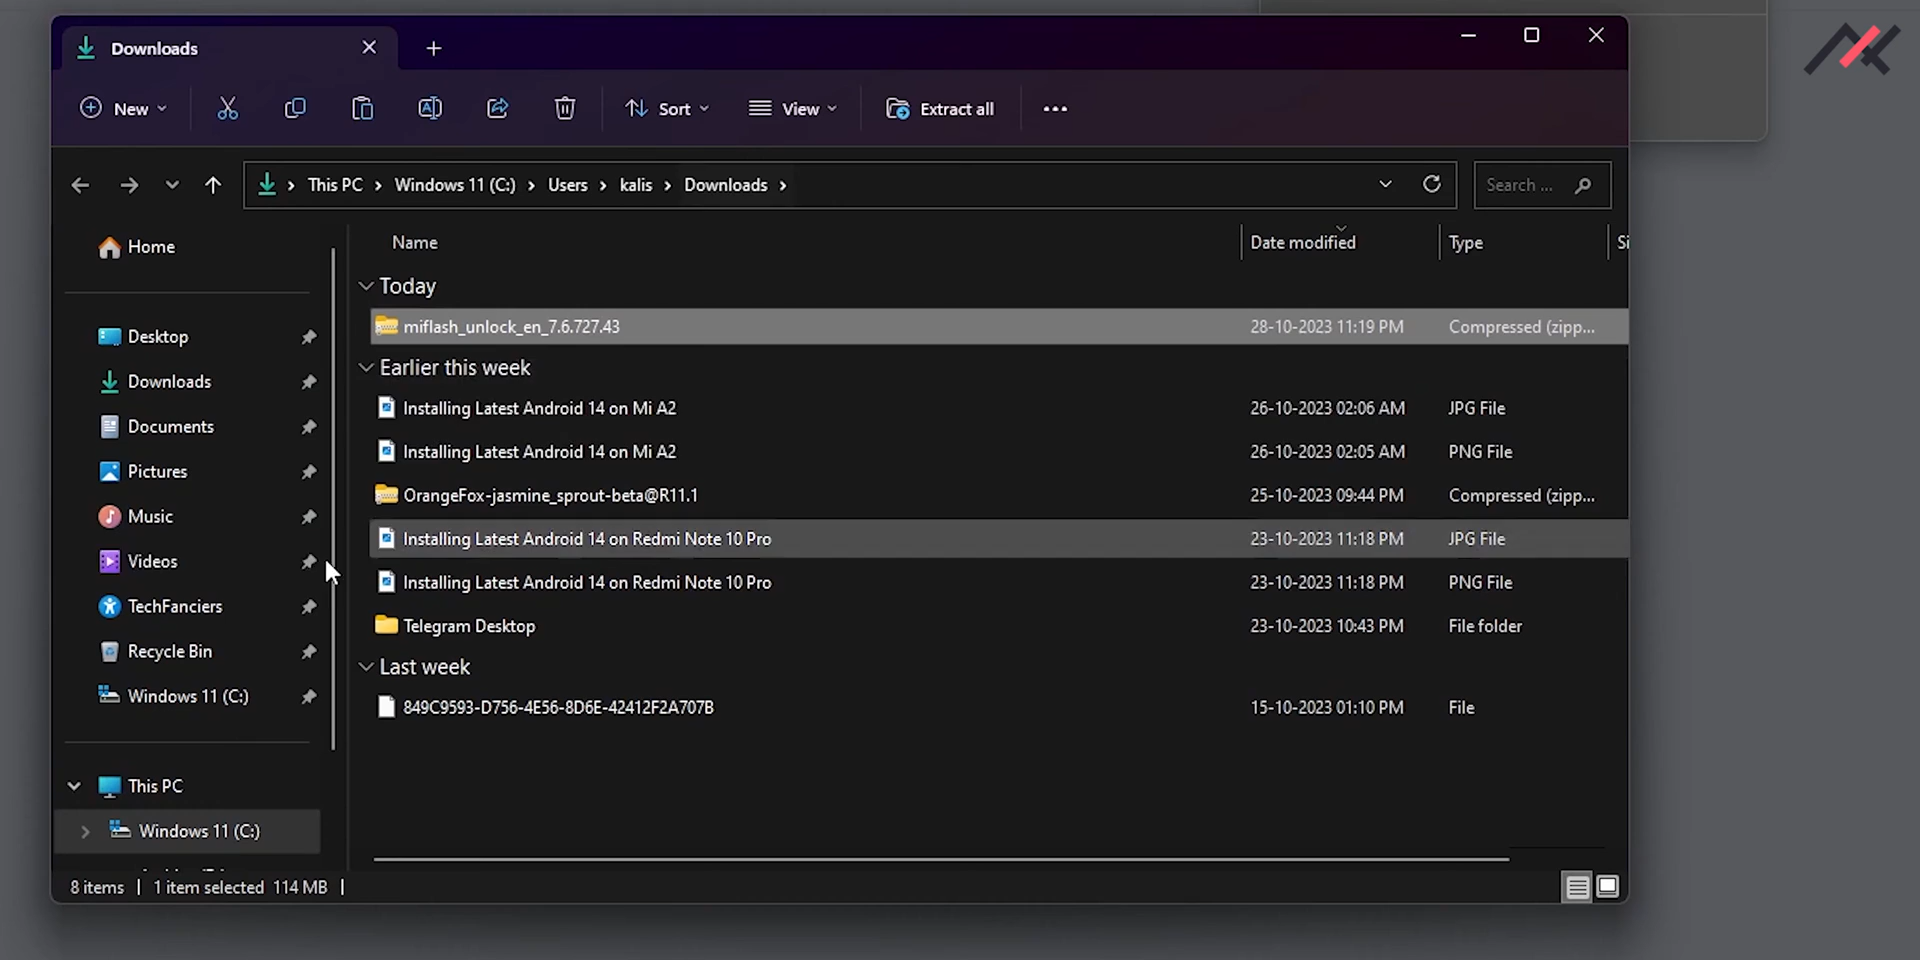 Downloads
New
Sort
View
Extract all
This PC
Windows 11 (C:)
Users
kalis
Downloads
Search ...
Name
Date modified
Type
Home
Desktop
Downloads
Documents
Pictures
Music
Videos
TechFanciers
Recycle Bin
Windows 11 (C:)
This PC
Windows 11 (C:)
Today
miflash_unlock_en_7.6.727.43 28-10-2023 11:19 PM Compressed (zipp...
Earlier this week
Installing Latest Android 14 on Mi A2 26-10-2023 02:06 AM JPG File
Installing Latest Android 14 on Mi A2 26-10-2023 02:05 AM PNG File
OrangeFox-jasmine_sprout-beta@R11.1 25-10-2023 09:44 PM Compressed (zipp...
Installing Latest Android 14 on Redmi Note 10 Pro 23-10-2023 11:18 PM JPG File
Installing Latest Android 14 on Redmi Note 10 Pro 23-10-2023 11:18 PM PNG File
Telegram Desktop 23-10-2023 10:43 PM File folder
Last week
849C9593-D756-4E56-8D6E-42412F2A707B 15-10-2023 01:10 PM File
8 items 1 item selected 114 MB